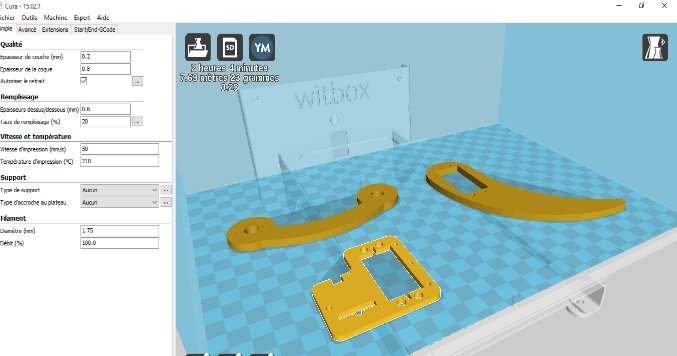 Cura - 15.02.1
ichier Outils Machine Expert Aide
mple Avancé Extensions Start/End-GCode
Qualité
Epaisseur de couche (mm) 0.2
Epaisseur de la coque 0.8
Autoriser le retrait ...
Remplissage
Epaisseurs dessus/dessous (mm) 0.6
Taux de remplissage (%) 20 ...
Vitesse et température
Vitesse d'impression (mm/s) 50
Température d'impression (ºC) 210
Support
Type de support Aucun ...
Type d'accroche au plateau Aucun ...
Filament
Diamètre (mm) 1.75
Débit (%) 100.0
SD YM
2 heures 4 minutes
7.69 mètres 23 grammes
0.23
witbox